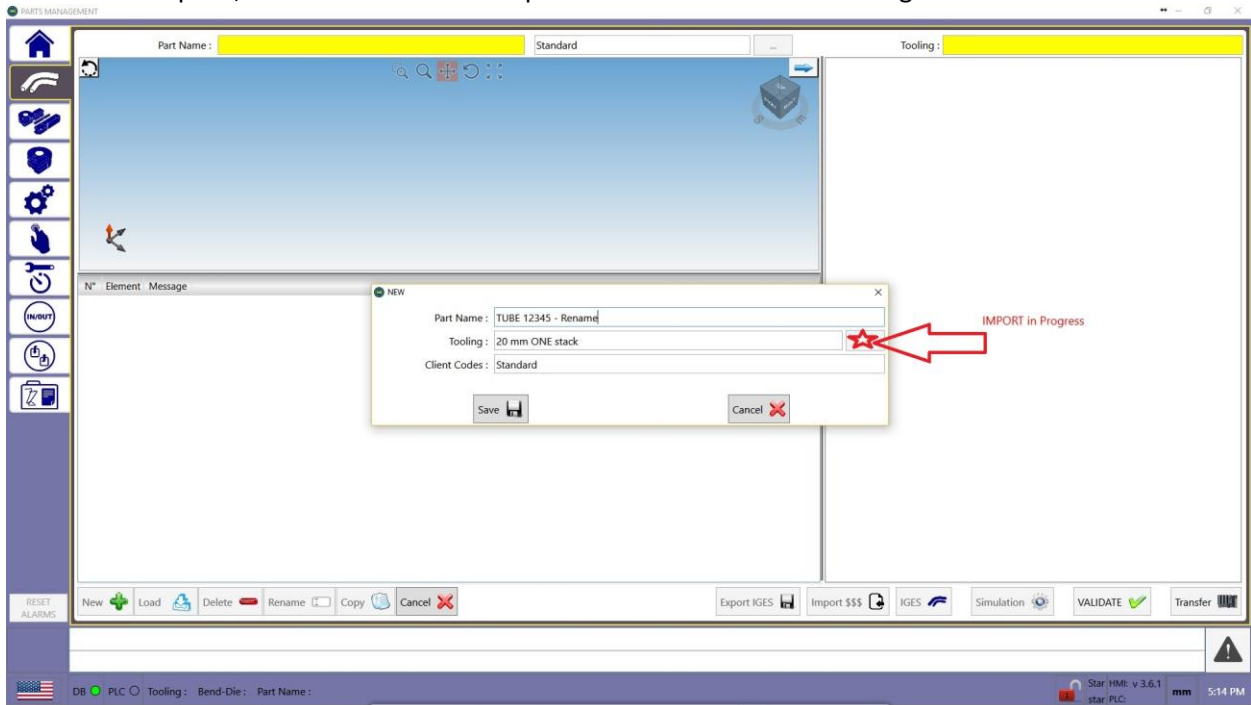 PARTS MANAGEMENT
Part Name :
Standard
...
Tooling :
N° Element Message
NEW
Part Name : TUBE 12345 - Rename
Tooling : 20 mm ONE stack
Client Codes : Standard
Save
Cancel
IMPORT in Progress
IN/OUT
RESET
ALARMS
New Load Delete Rename Copy Cancel
Export IGES Import $$$ IGES Simulation VALIDATE Transfer
DB PLC Tooling : Bend-Die : Part Name :
Star HMI: v 3.6.1
star PLC:
mm
5:14 PM